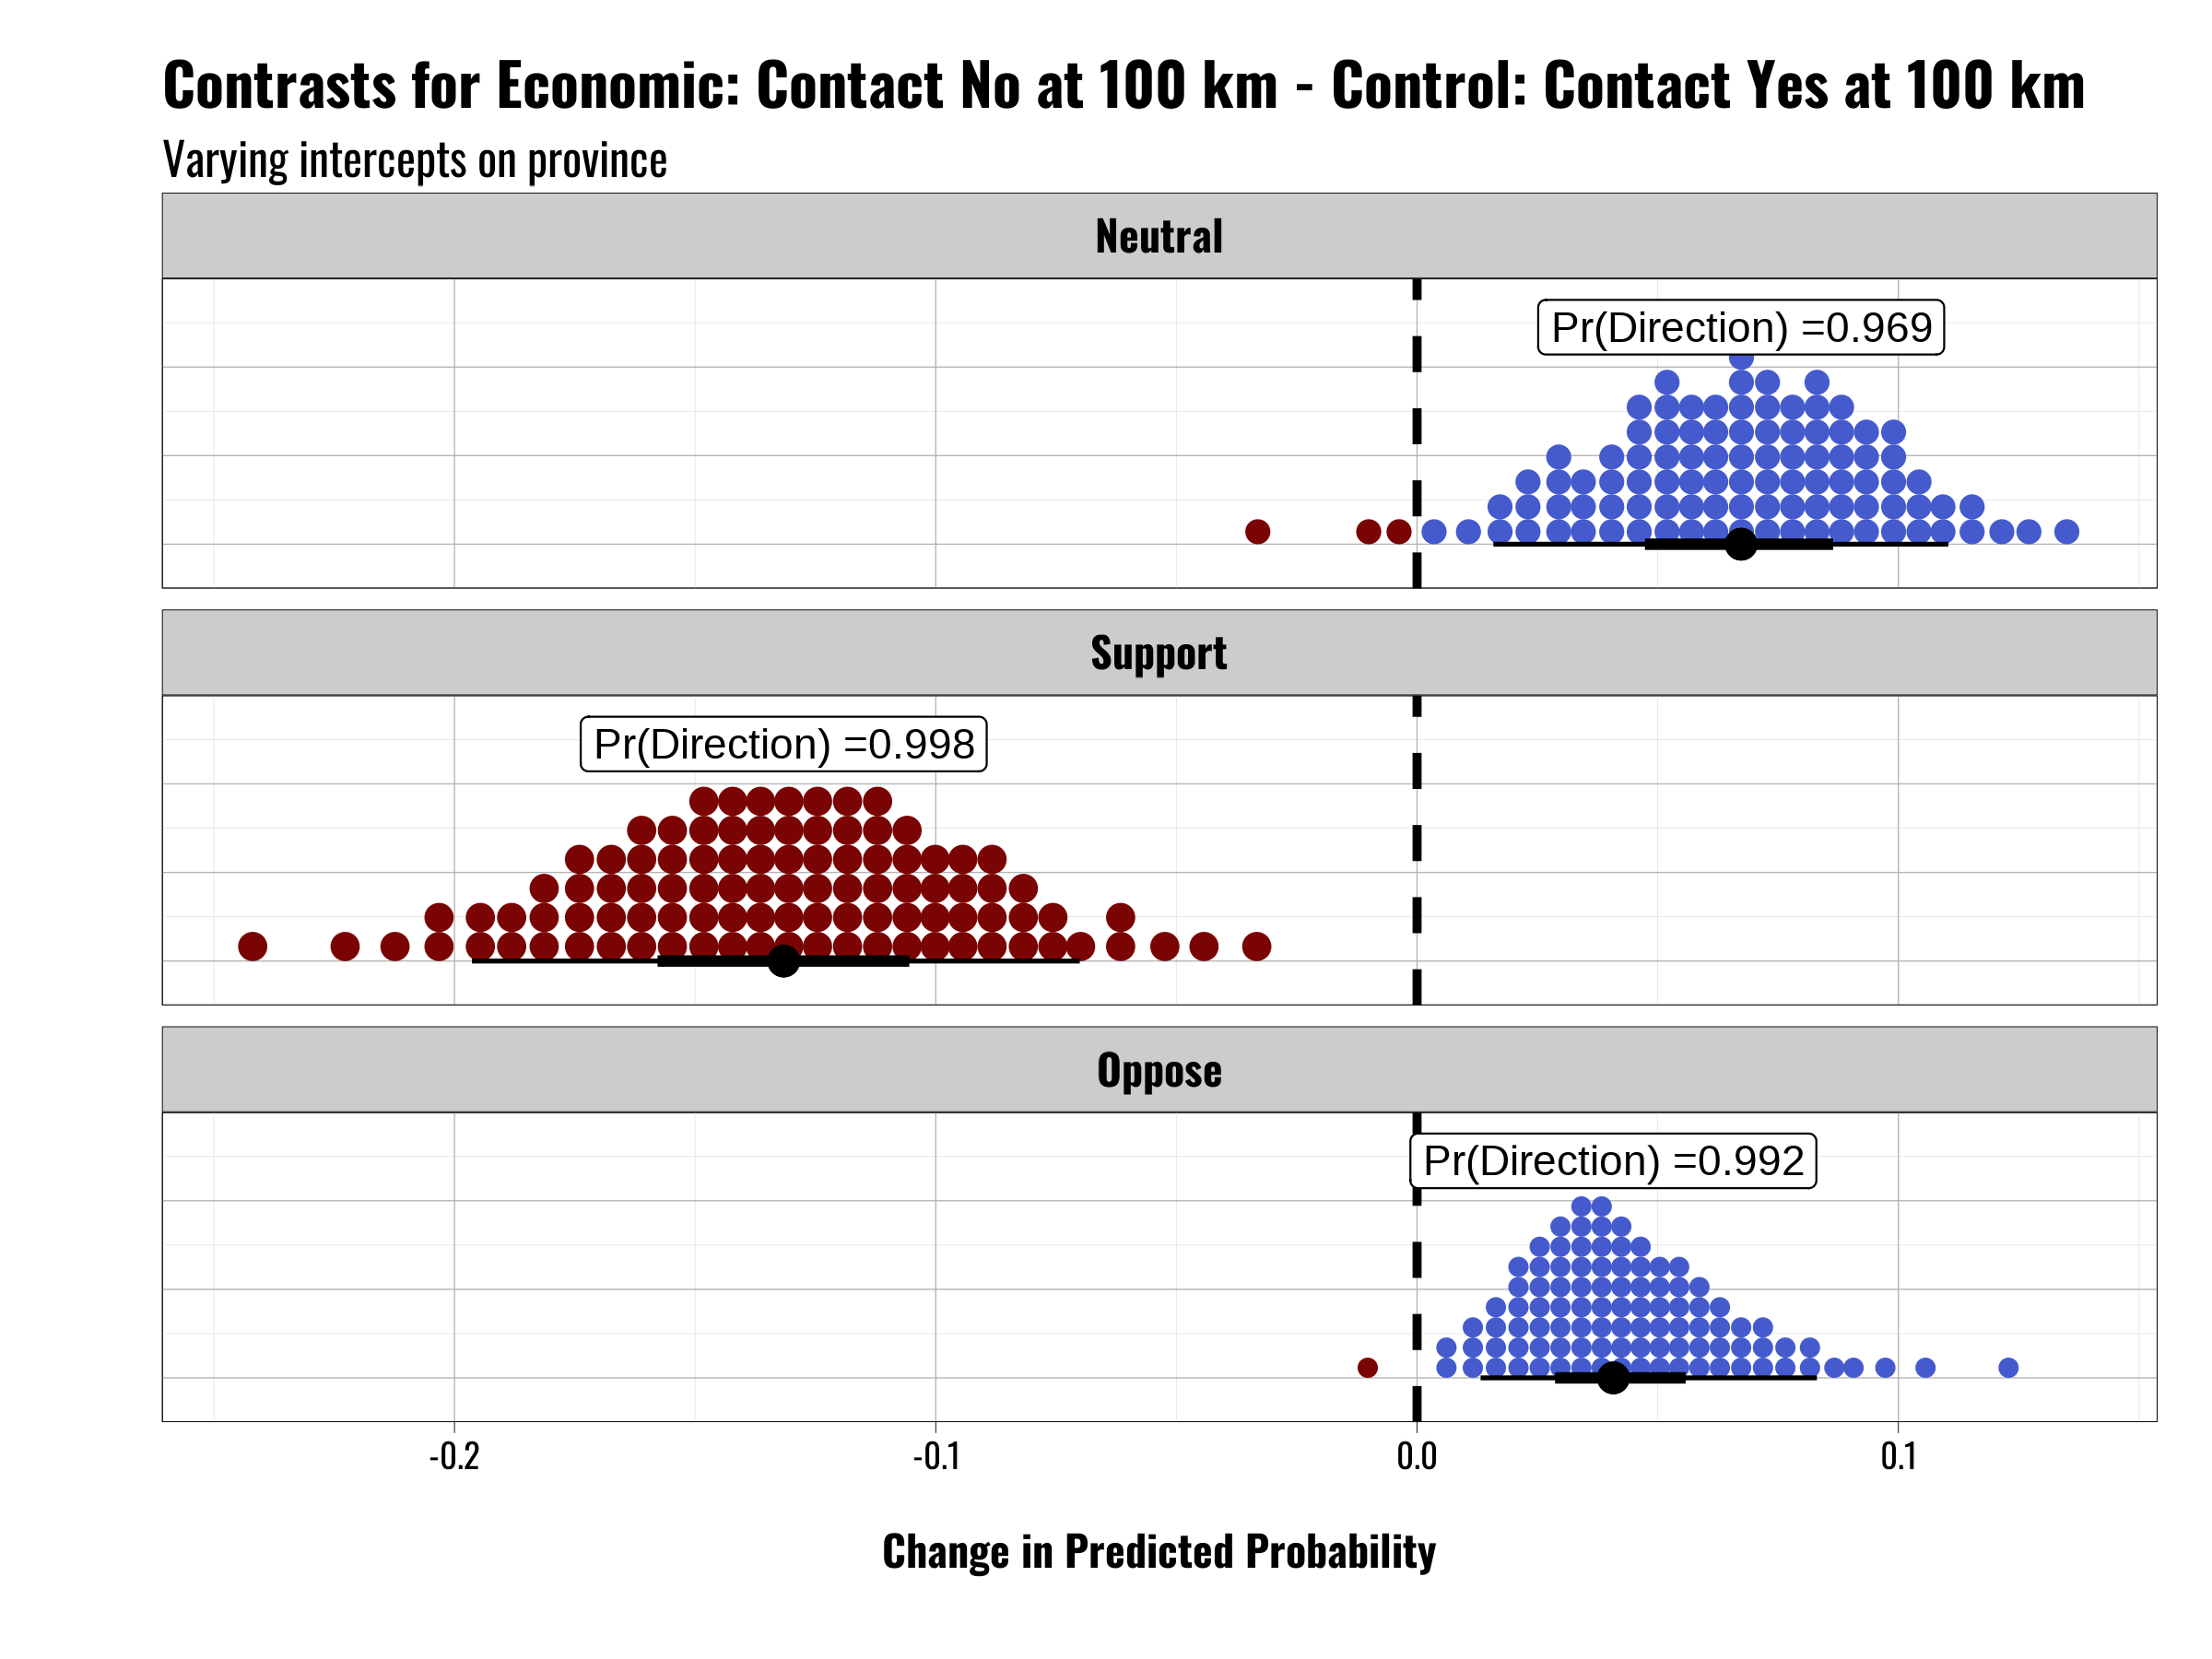 Contrasts for Economic: Contact No at 100 km - Control: Contact Yes at 100 km
Varying intercepts on province
Neutral
Pr(Direction) =0.969
Support
Pr(Direction) =0.998
Oppose
Pr(Direction) =0.992
-0.2 -0.1 0.0 0.1
Change in Predicted Probability